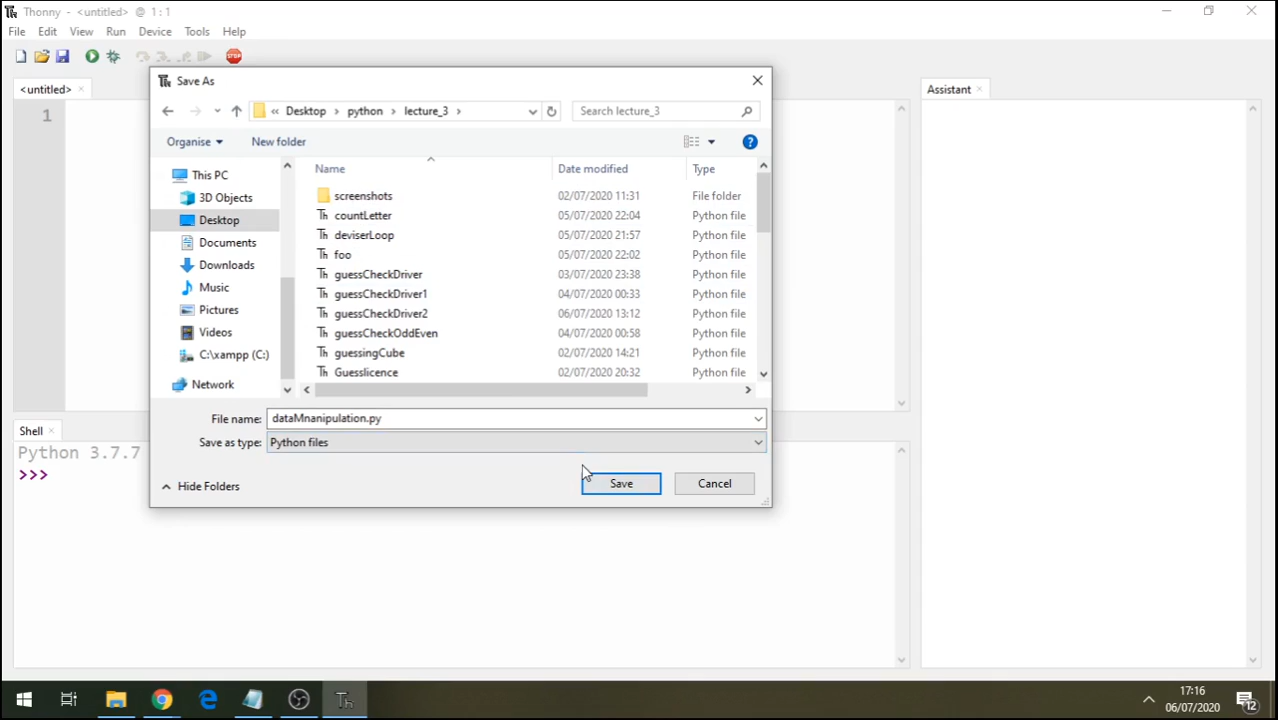 Thonny - <untitled> @ 1 : 1
File Edit View Run Device Tools Help
STOP
<untitled> ×
Assistant ×
1
Save As
« Desktop > python > lecture_3 >
Search lecture_3
Organise New folder
Name Date modified Type
This PC
3D Objects
Desktop
Documents
Downloads
Music
Pictures
Videos
C:\xampp (C:)
Network
screenshots 02/07/2020 11:31 File folder
countLetter 05/07/2020 22:04 Python file
deviserLoop 05/07/2020 21:57 Python file
foo 05/07/2020 22:02 Python file
guessCheckDriver 03/07/2020 23:38 Python file
guessCheckDriver1 04/07/2020 00:33 Python file
guessCheckDriver2 06/07/2020 13:12 Python file
guessCheckOddEven 04/07/2020 00:58 Python file
guessingCube 02/07/2020 14:21 Python file
Guesslicence 02/07/2020 20:32 Python file
File name: dataMnanipulation.py
Save as type: Python files
Hide Folders
Save Cancel
Shell ×
Python 3.7.7
>>>
17:16
06/07/2020
12